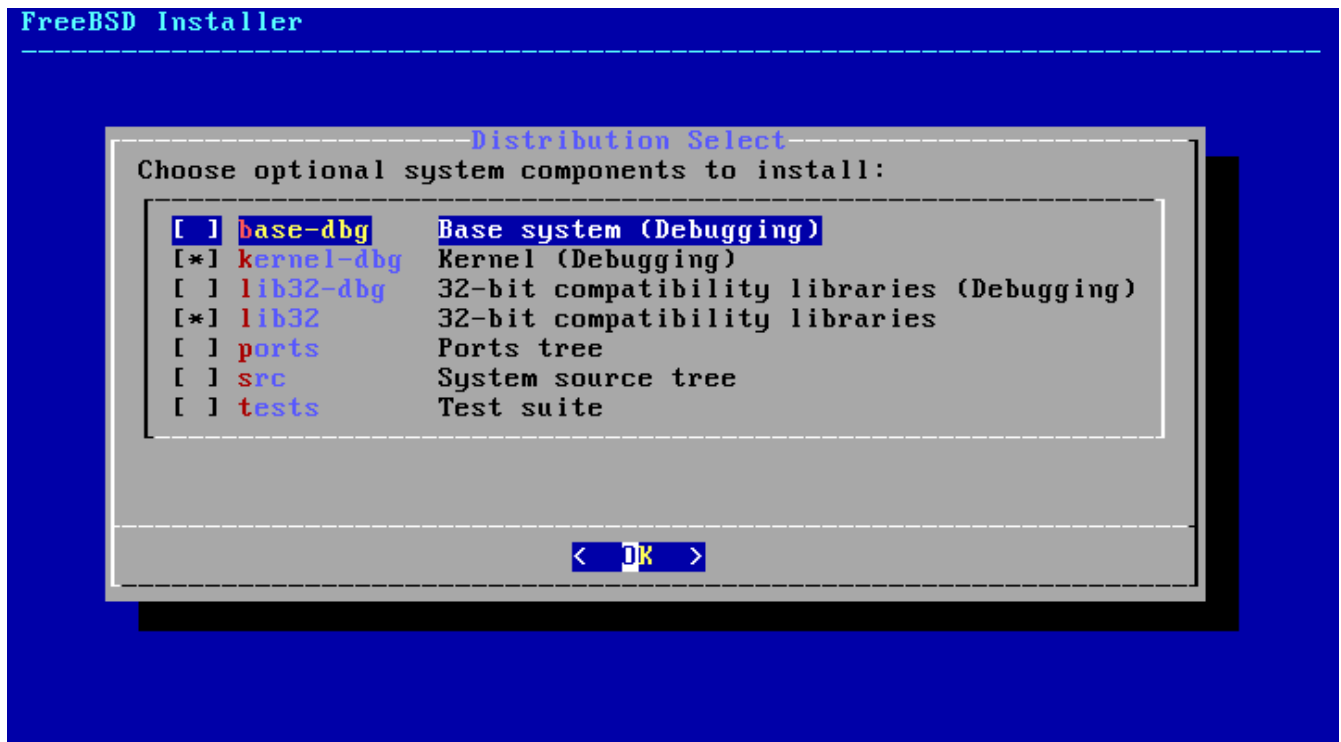 FreeBSD Installer
Distribution Select
Choose optional system components to install:
[ ] base-dbg Base system (Debugging)
[*] kernel-dbg Kernel (Debugging)
[ ] lib32-dbg 32-bit compatibility libraries (Debugging)
[*] lib32 32-bit compatibility libraries
[ ] ports Ports tree
[ ] src System source tree
[ ] tests Test suite
< OK >